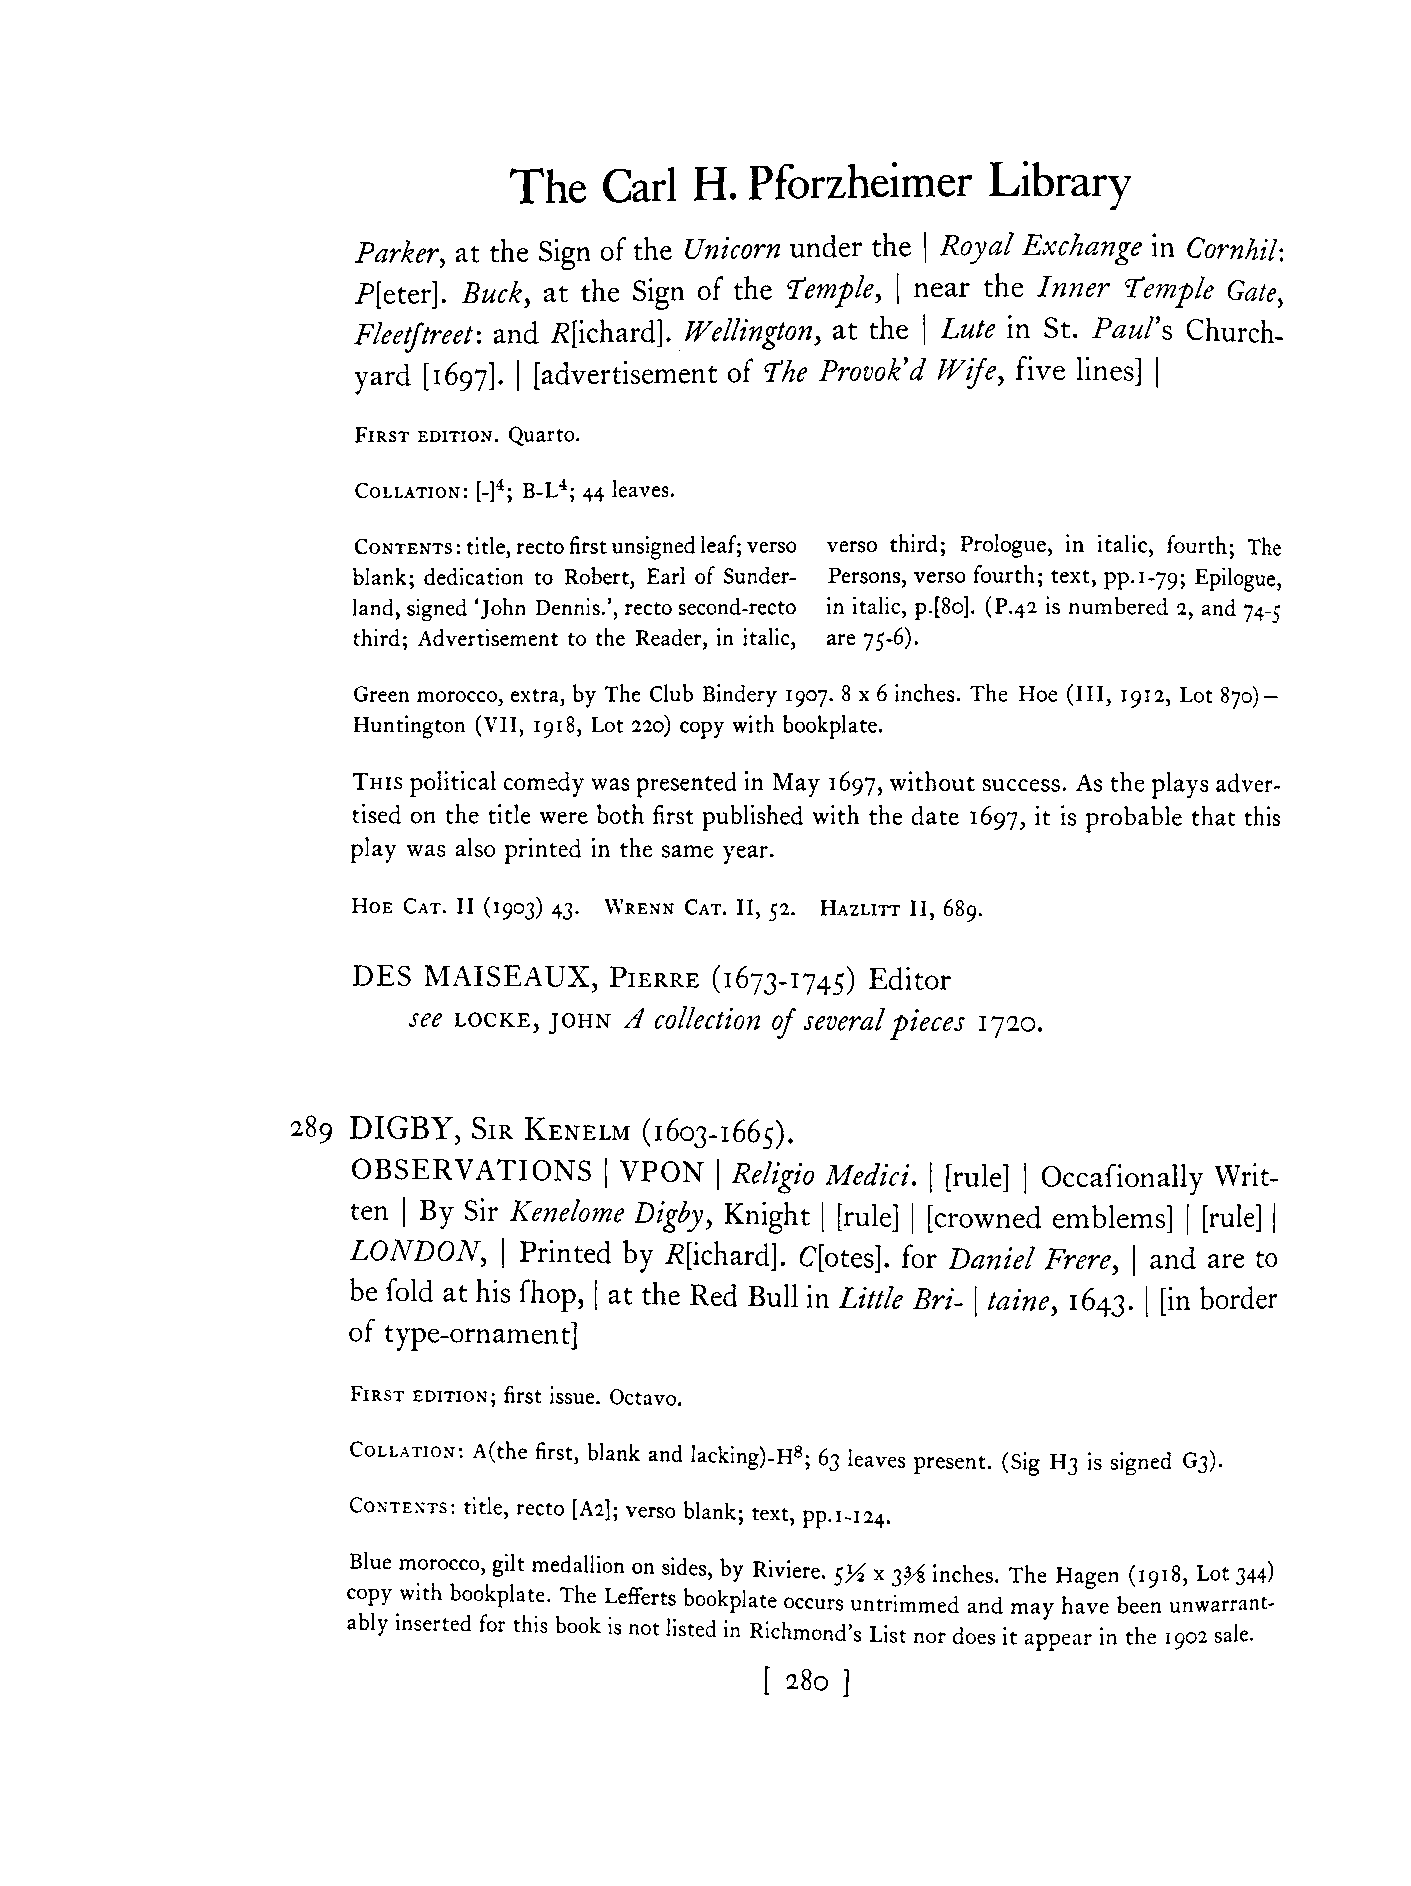 The Carl H. Pforzheimer Library
Parker, at the Sign of the Unicorn under the | Royal Exchange in Cornhil:
P[eter]. Buck, at the Sign of the Temple, | near the Inner Temple Gate,
Fleetſtreet: and R[ichard]. Wellington, at the | Lute in St. Paul's Church-
yard [1697]. | [advertisement of The Provok'd Wife, five lines] |
First edition. Quarto.
Collation: [-]⁴; B-L⁴; 44 leaves.
Contents: title, recto first unsigned leaf; verso
blank; dedication to Robert, Earl of Sunder-
land, signed 'John Dennis.', recto second-recto
third; Advertisement to the Reader, in italic,
verso third; Prologue, in italic, fourth; The
Persons, verso fourth; text, pp.1-79; Epilogue,
in italic, p.[80]. (P.42 is numbered 2, and 74-5
are 75-6).
Green morocco, extra, by The Club Bindery 1907. 8 x 6 inches. The Hoe (III, 1912, Lot 870)—
Huntington (VII, 1918, Lot 220) copy with bookplate.
This political comedy was presented in May 1697, without success. As the plays adver-
tised on the title were both first published with the date 1697, it is probable that this
play was also printed in the same year.
Hoe Cat. II (1903) 43. Wrenn Cat. II, 52. Hazlitt II, 689.
DES MAISEAUX, Pierre (1673-1745) Editor
see LOCKE, JOHN A collection of several pieces 1720.
289 DIGBY, Sir Kenelm (1603-1665).
OBSERVATIONS | VPON | Religio Medici. | [rule] | Occaſionally Writ-
ten | By Sir Kenelome Digby, Knight | [rule] | [crowned emblems] | [rule] |
LONDON, | Printed by R[ichard]. C[otes]. for Daniel Frere, | and are to
be ſold at his ſhop, | at the Red Bull in Little Bri- | taine, 1643. | [in border
of type-ornament]
First edition; first issue. Octavo.
Collation: A(the first, blank and lacking)-H⁸; 63 leaves present. (Sig H3 is signed G3).
Contents: title, recto [A2]; verso blank; text, pp.1-124.
Blue morocco, gilt medallion on sides, by Riviere. 5½ x 3⅜ inches. The Hagen (1918, Lot 344)
copy with bookplate. The Lefferts bookplate occurs untrimmed and may have been unwarrant-
ably inserted for this book is not listed in Richmond's List nor does it appear in the 1902 sale.
[ 280 ]